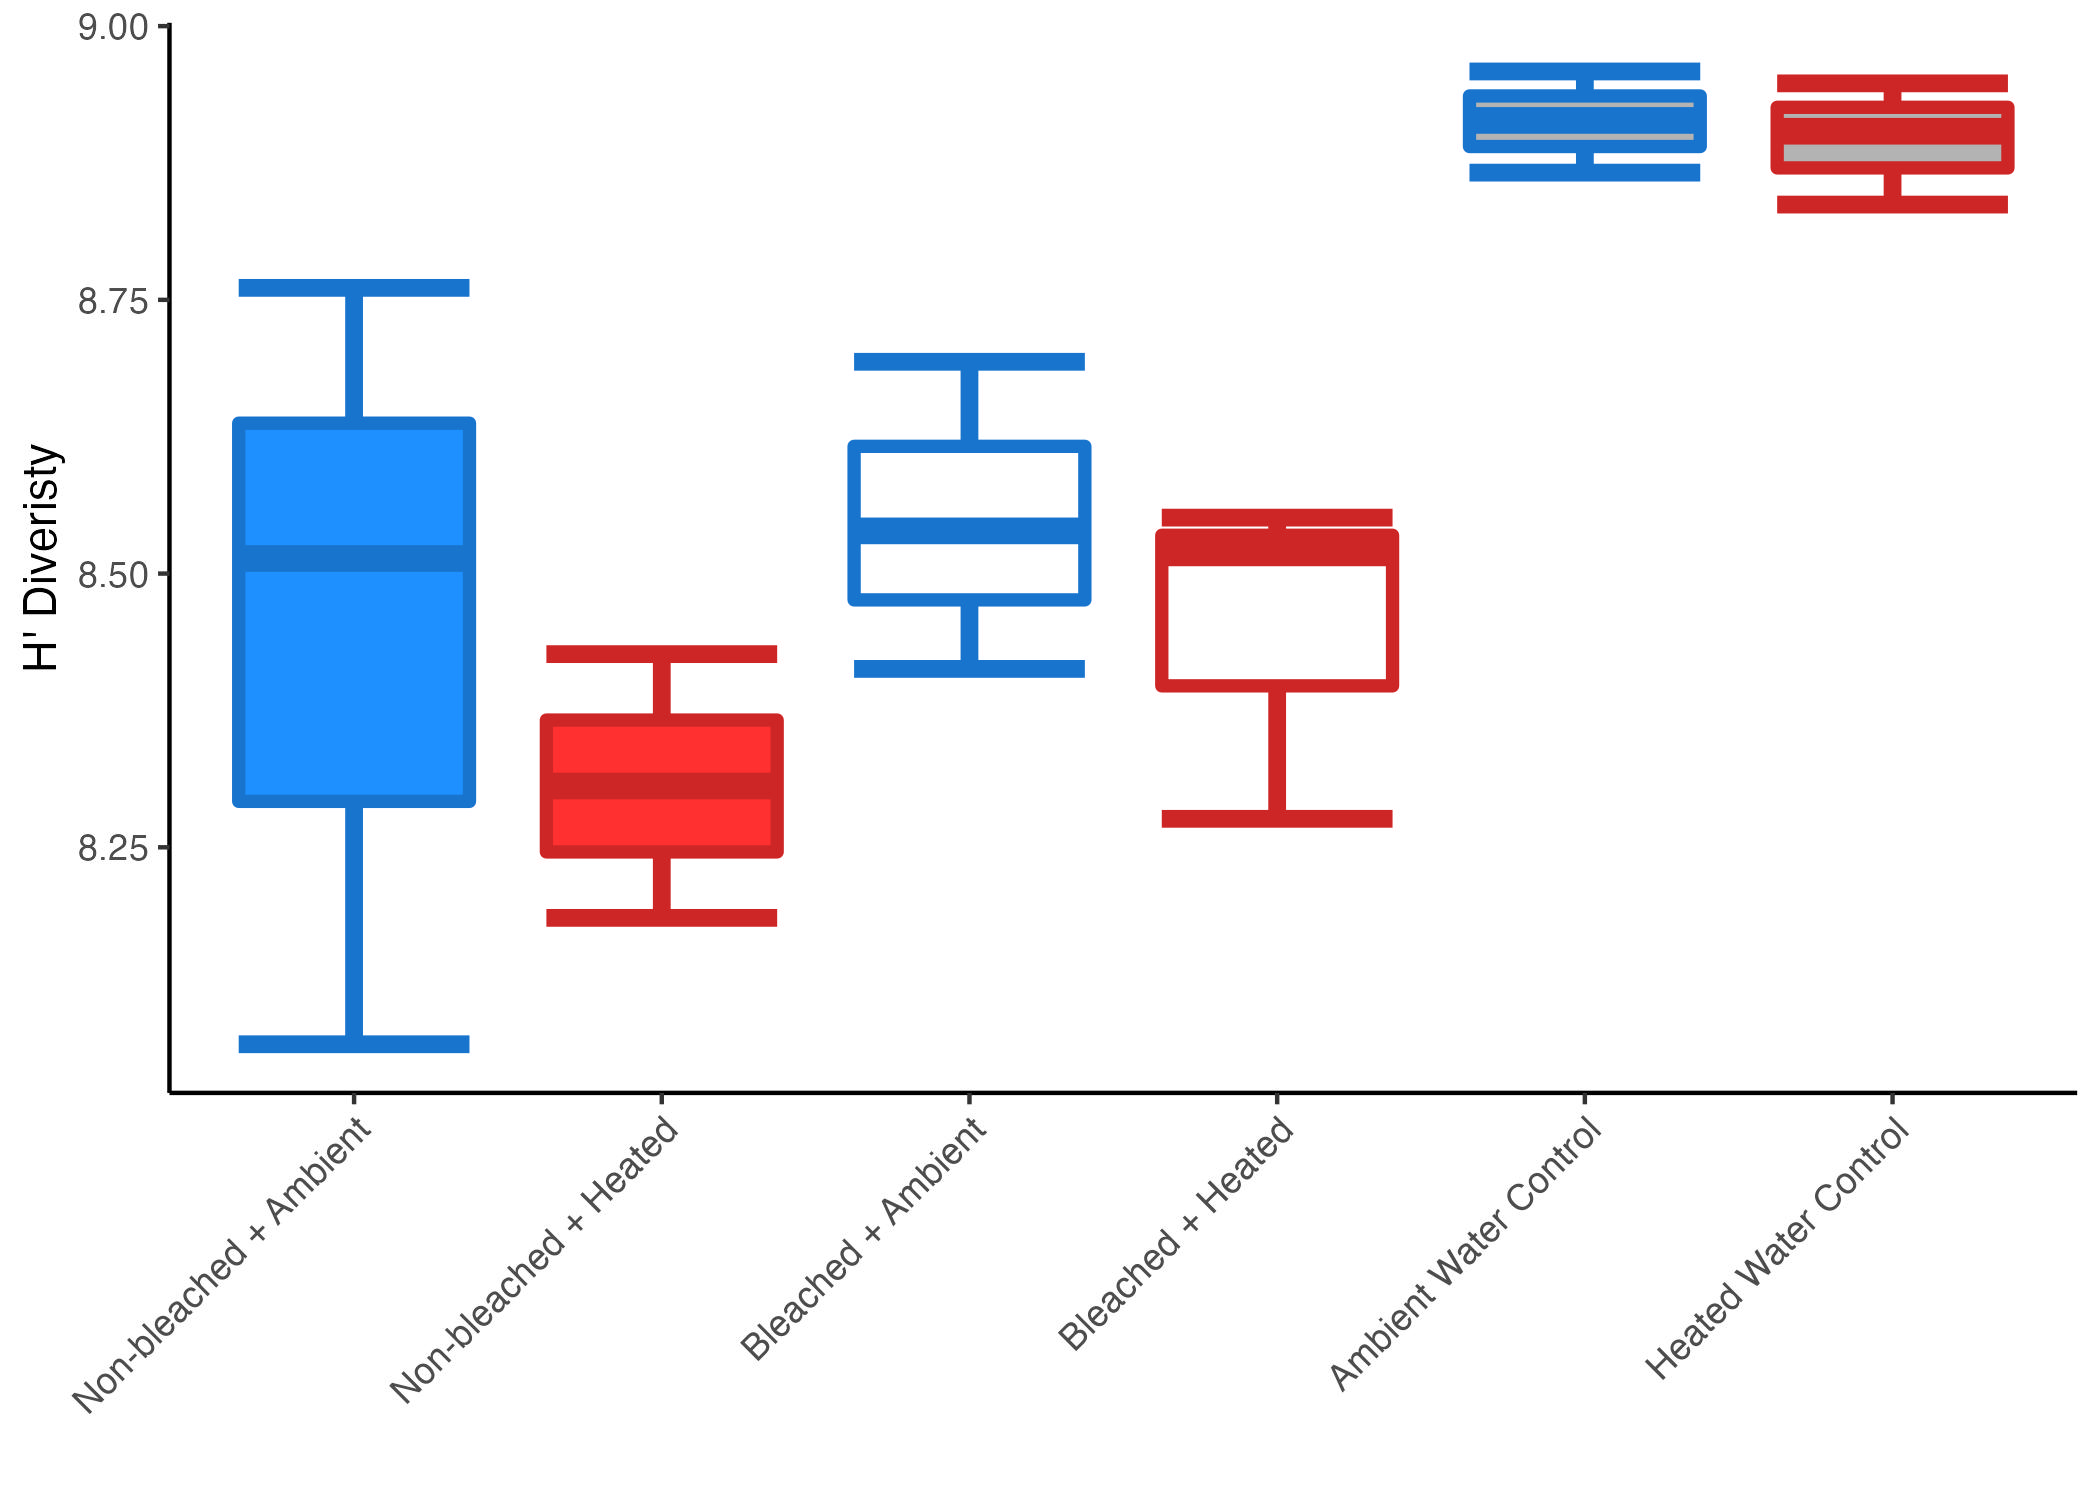 9.00
8.75
8.50
8.25
H' Diveristy
Non-bleached + Ambient
Non-bleached + Heated
Bleached + Ambient
Bleached + Heated
Ambient Water Control
Heated Water Control